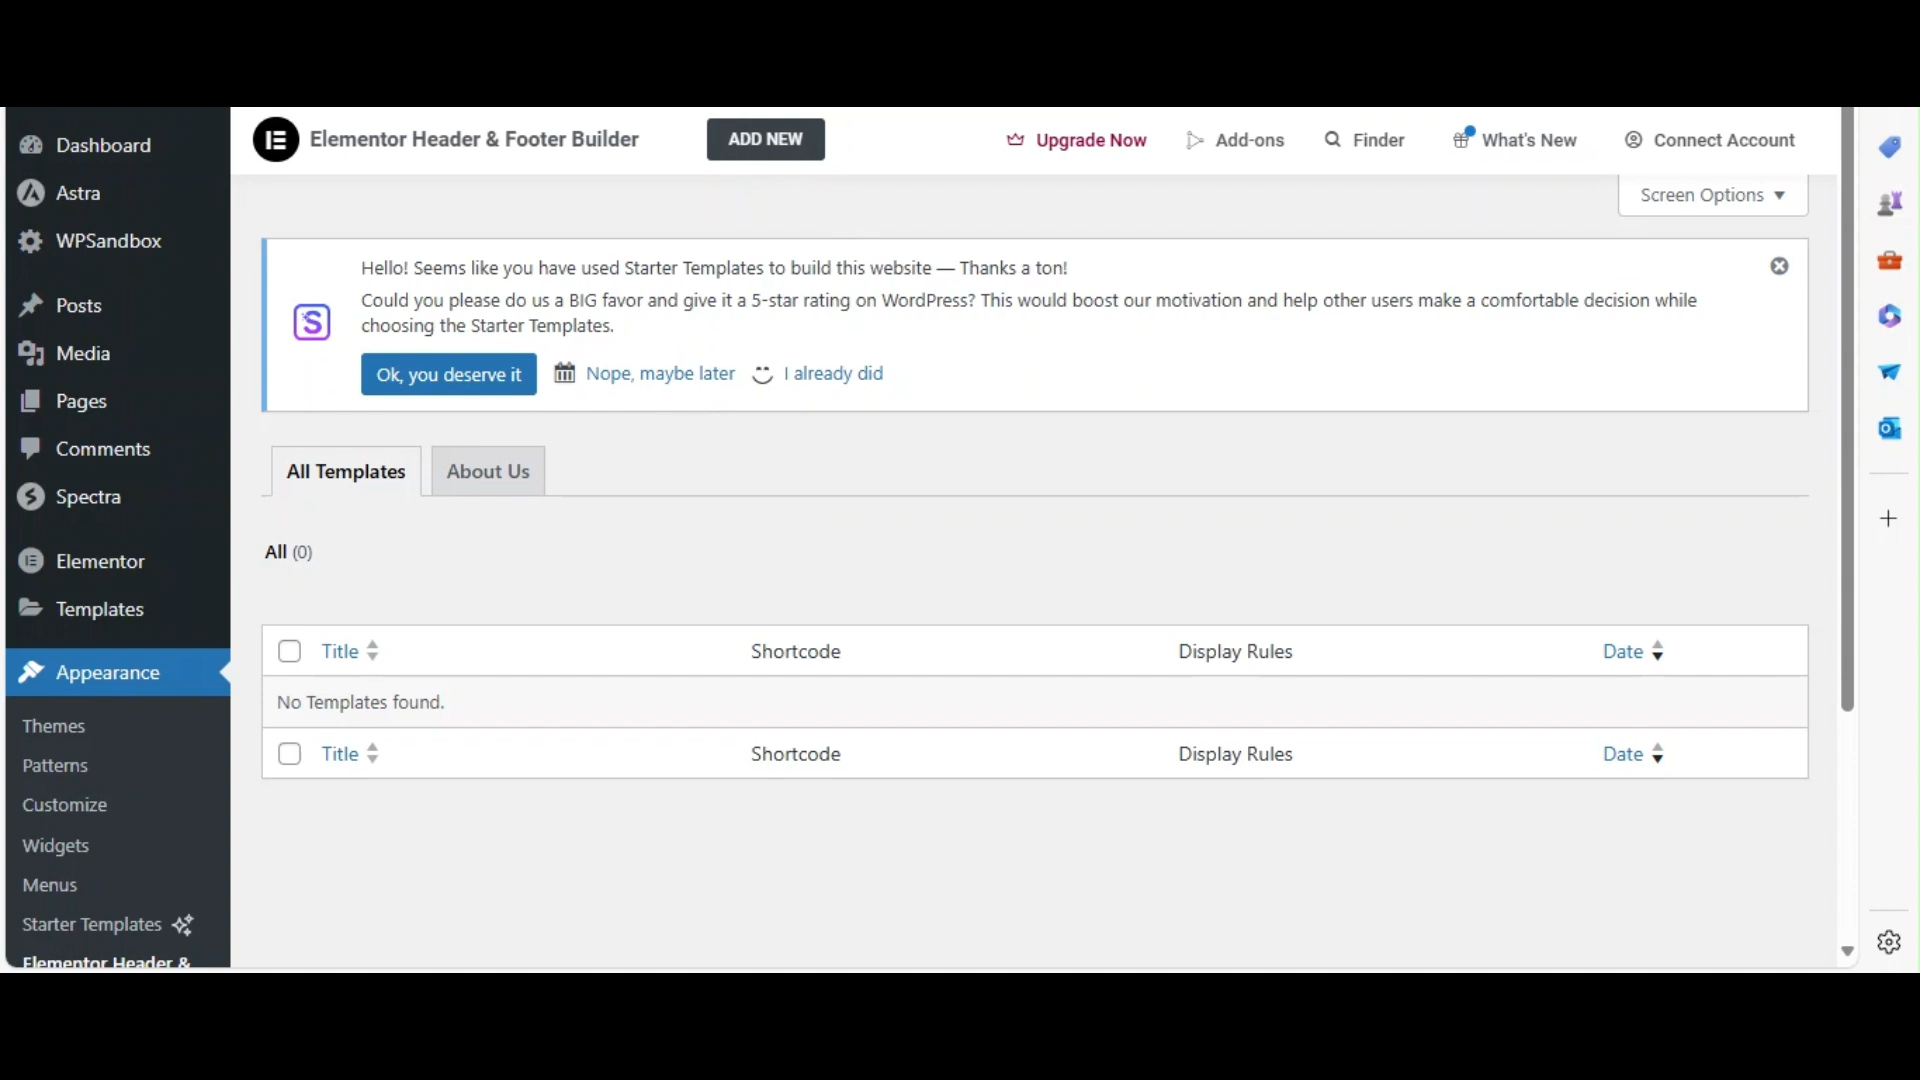 Dashboard
Astra
WPSandbox
Posts
Media
Pages
Comments
Spectra
Elementor
Templates
Appearance
Themes
Patterns
Customize
Widgets
Menus
Starter Templates
Elementor Header &
Elementor Header & Footer Builder
ADD NEW
Upgrade Now
Add-ons
Finder
What's New
Connect Account
Screen Options
Hello! Seems like you have used Starter Templates to build this website — Thanks a ton!
Could you please do us a BIG favor and give it a 5-star rating on WordPress? This would boost our motivation and help other users make a comfortable decision while
choosing the Starter Templates.
Ok, you deserve it
Nope, maybe later
I already did
All Templates
About Us
All (0)
Title
Shortcode
Display Rules
Date
No Templates found.
Title
Shortcode
Display Rules
Date